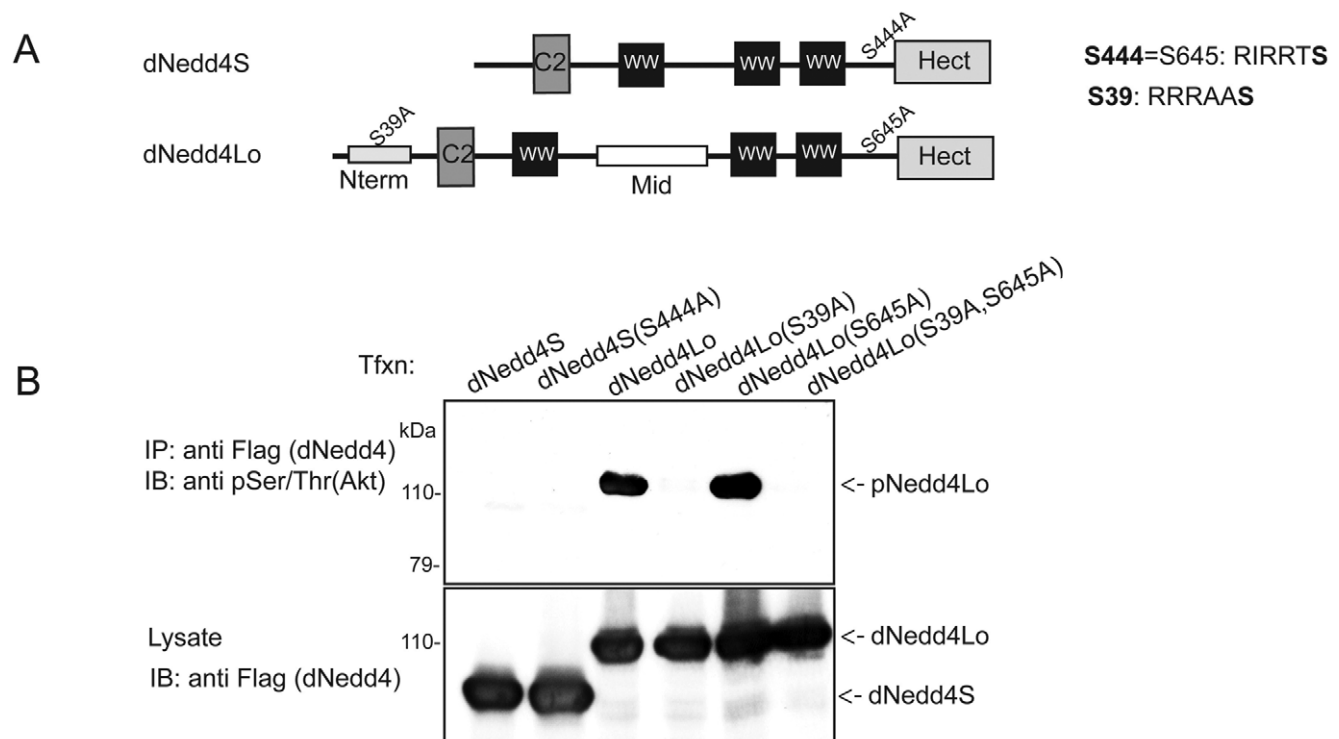 A
dNedd4S
C2
WW
WW
WW
S444A
Hect
S444=S645: RIRRTS
S39: RRRAAS
dNedd4Lo
S39A
Nterm
C2
WW
Mid
WW
WW
S645A
Hect
B
Tfxn:
dNedd4S
dNedd4S(S444A)
dNedd4Lo
dNedd4Lo(S39A)
dNedd4Lo(S645A)
dNedd4Lo(S39A,S645A)
kDa
IP: anti Flag (dNedd4)
IB: anti pSer/Thr(Akt)
110-
<- pNedd4Lo
79-
Lysate
110-
<- dNedd4Lo
IB: anti Flag (dNedd4)
<- dNedd4S